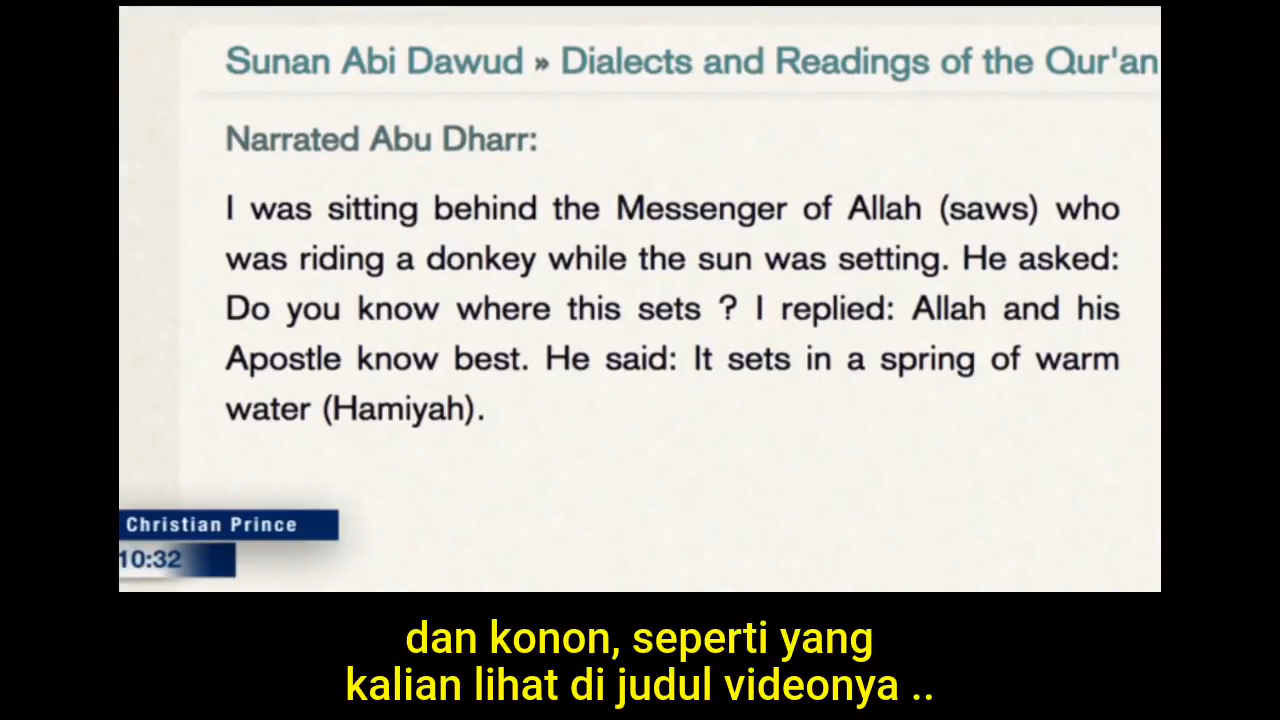 Sunan Abi Dawud » Dialects and Readings of the Qur'an
Narrated Abu Dharr:
I was sitting behind the Messenger of Allah (saws) who
was riding a donkey while the sun was setting. He asked:
Do you know where this sets ? I replied: Allah and his
Apostle know best. He said: It sets in a spring of warm
water (Hamiyah).
Christian Prince
10:32
dan konon, seperti yang
kalian lihat di judul videonya ..